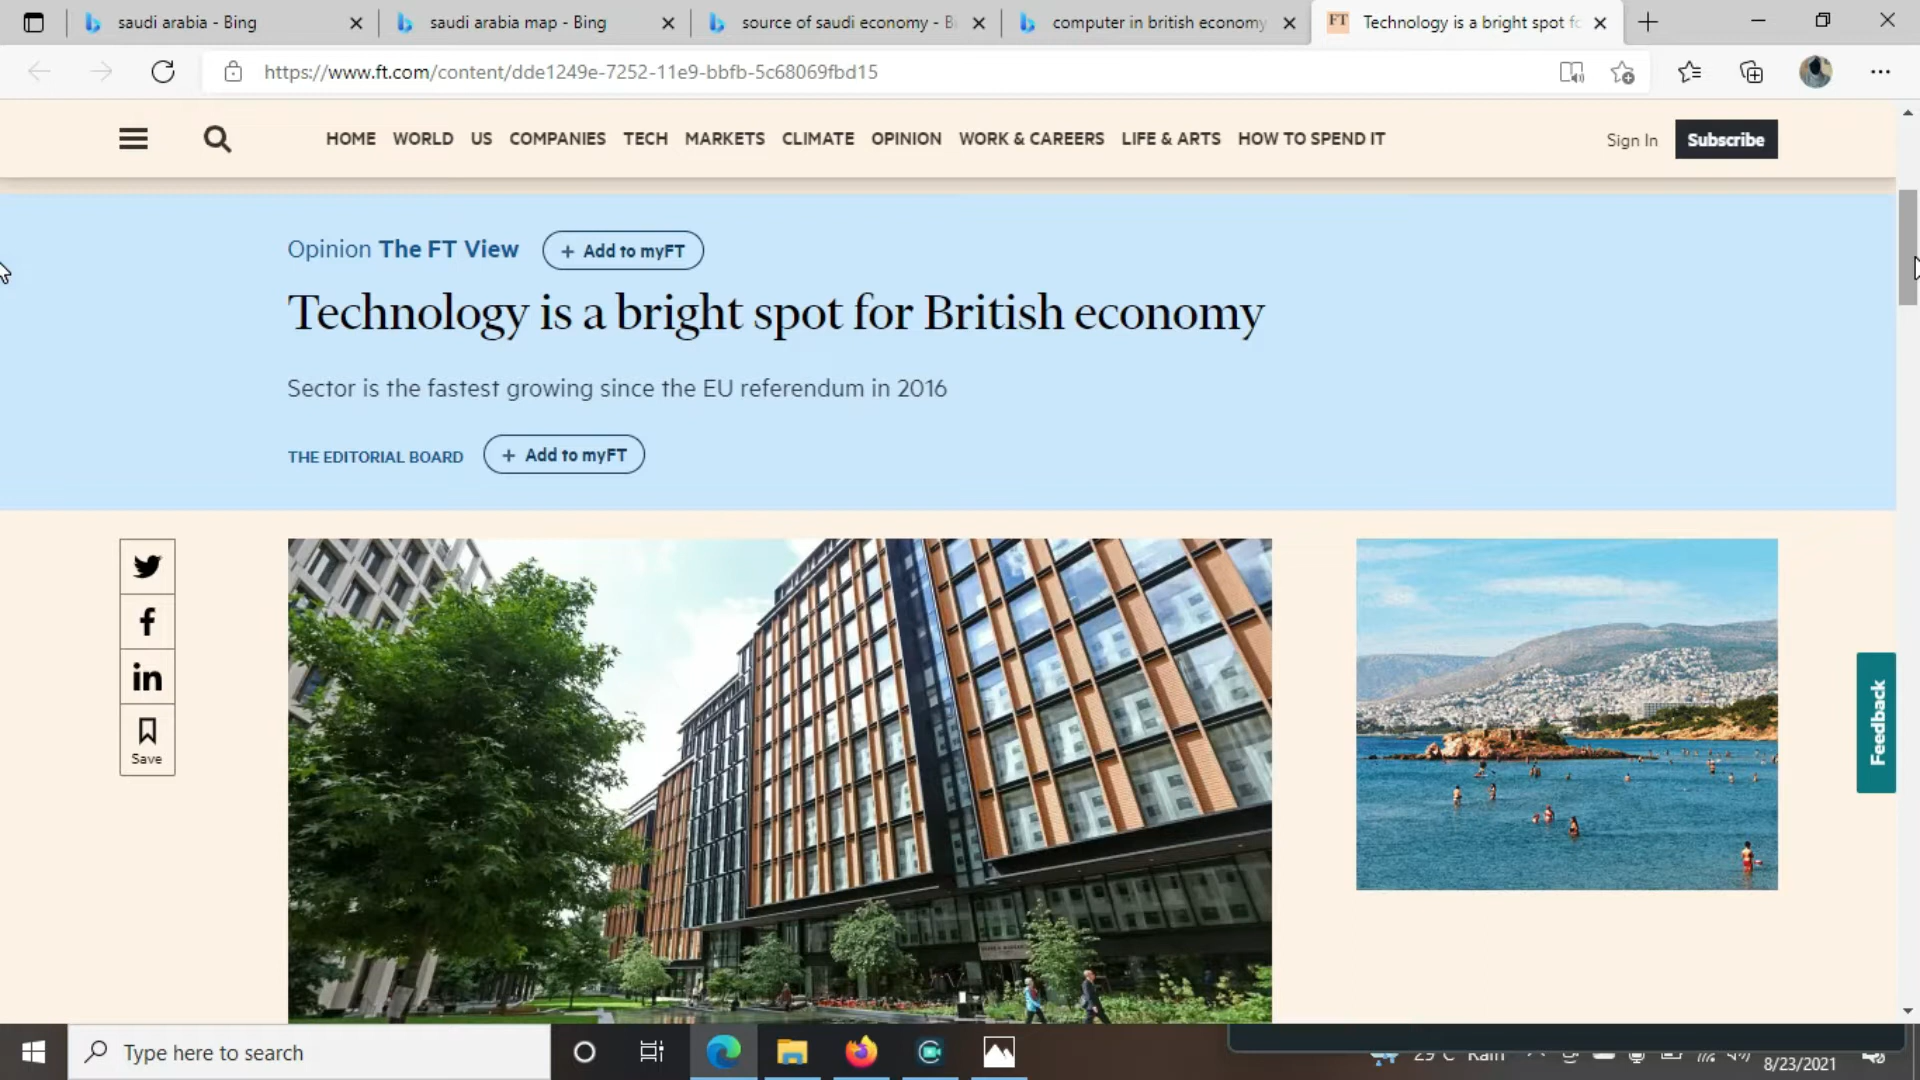 saudi arabia - Bing
saudi arabia map - Bing
source of saudi economy - B
computer in british economy
FT
Technology is a bright spot fo
https://www.ft.com/content/dde1249e-7252-11e9-bbfb-5c68069fbd15
HOME WORLD US COMPANIES TECH MARKETS CLIMATE OPINION WORK & CAREERS LIFE & ARTS HOW TO SPEND IT
Sign In
Subscribe
Opinion The FT View
+ Add to myFT
Technology is a bright spot for British economy
Sector is the fastest growing since the EU referendum in 2016
THE EDITORIAL BOARD
+ Add to myFT
Save
Feedback
Type here to search
29°C Rain
8/23/2021